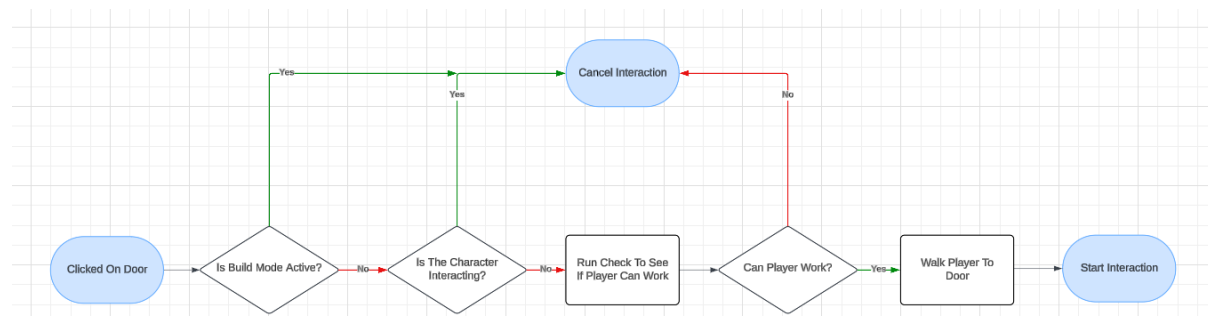 Cancel Interaction
Yes
Yes
No
Clicked On Door
Is Build Mode Active?
No
Is The Character
Interacting?
No
Run Check To See
If Player Can Work
Can Player Work?
Yes
Walk Player To
Door
Start Interaction